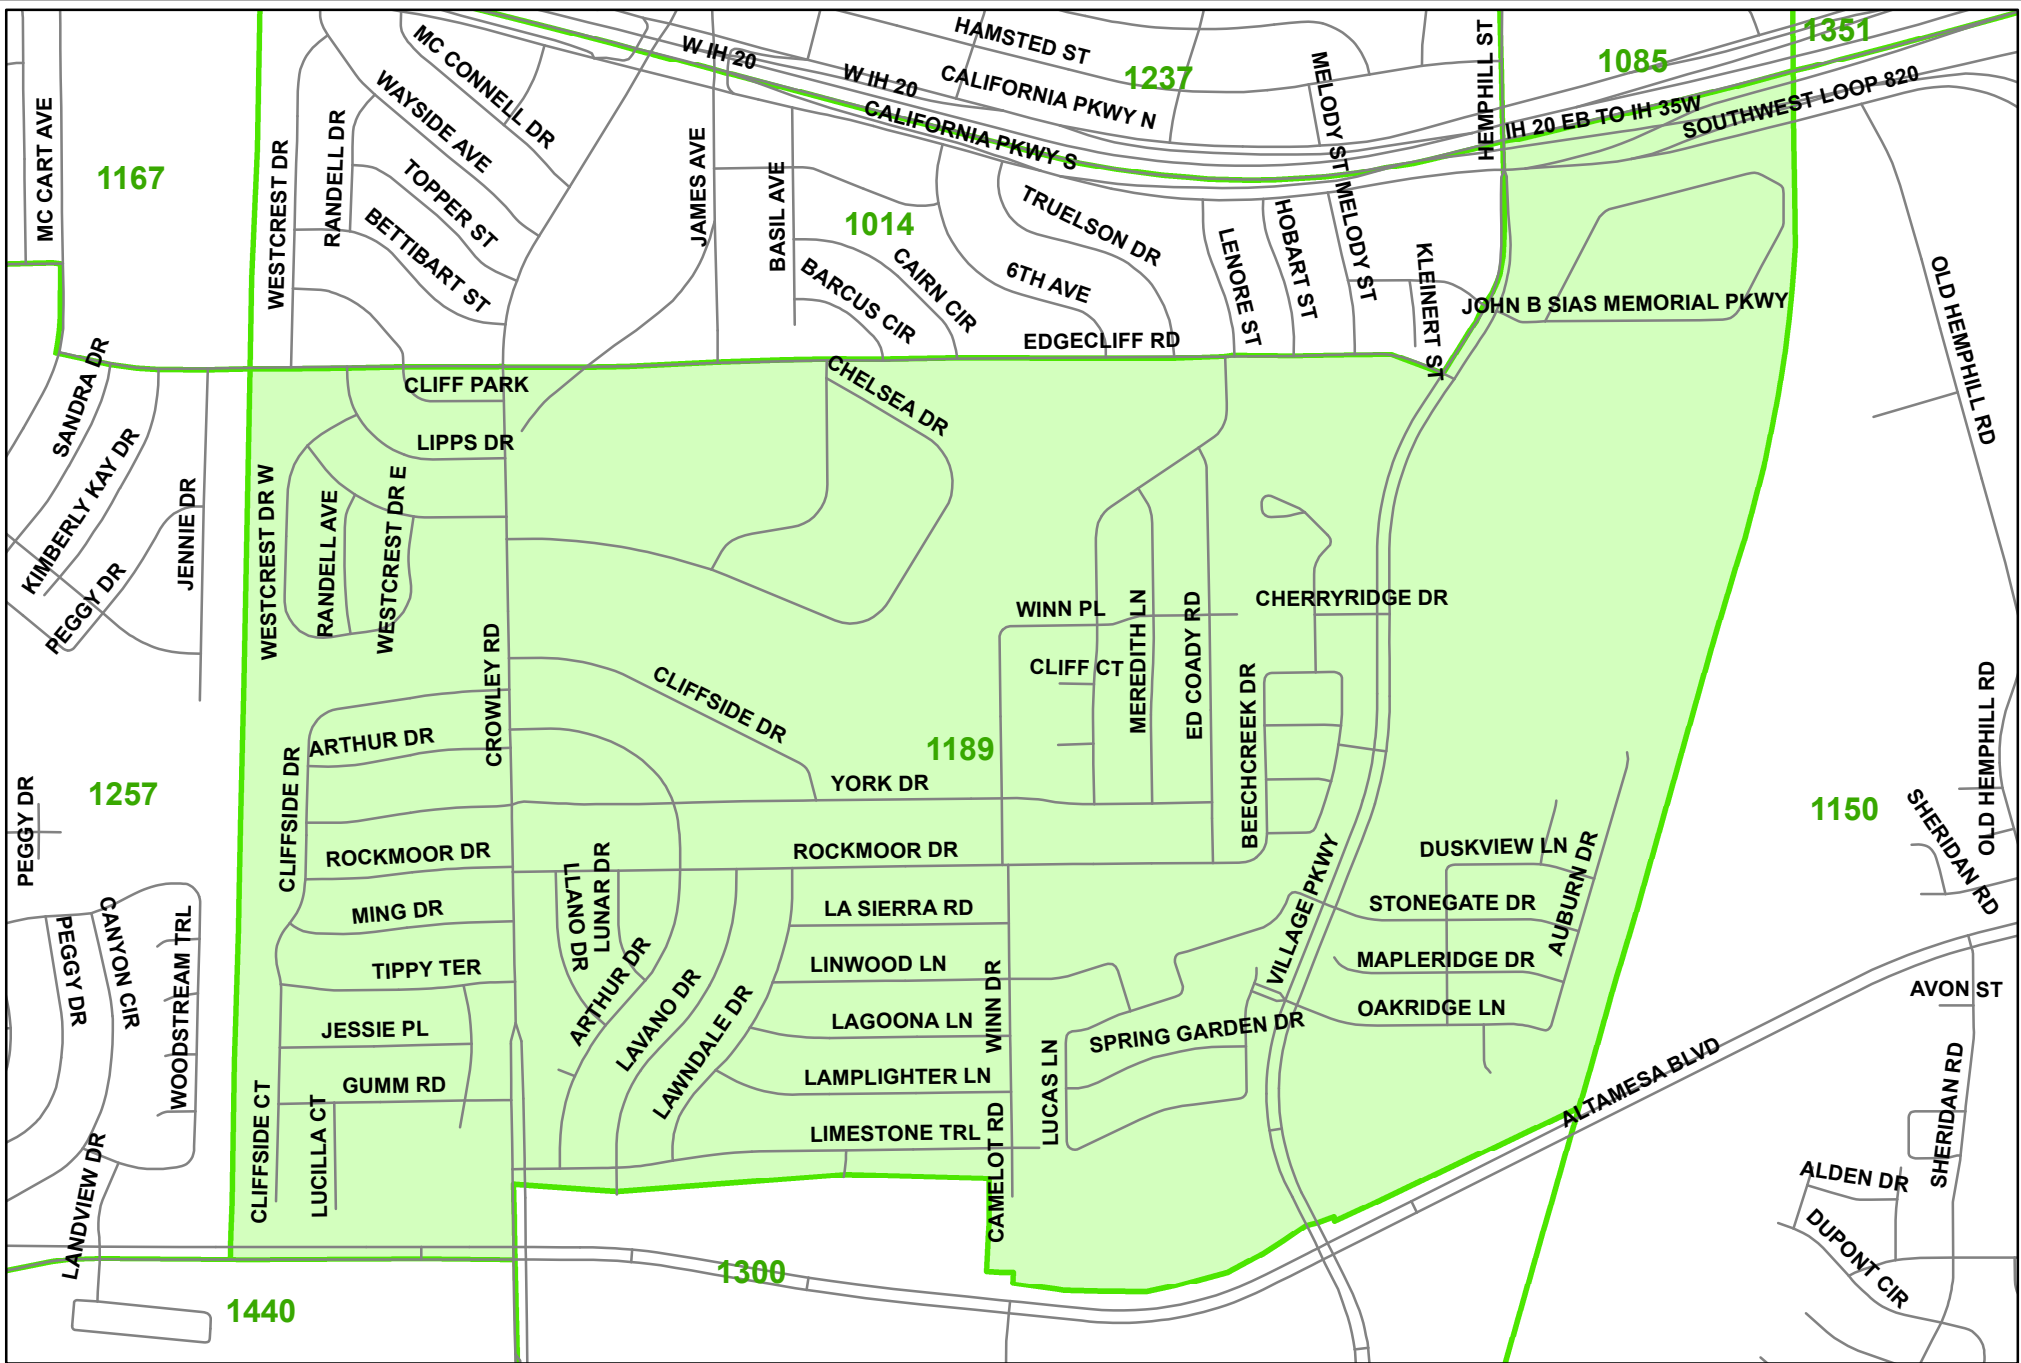 HAMSTED ST
1237
1085
1351
HEMPHILL ST
MELODY ST
W IH 20
W IH 20
CALIFORNIA PKWY N
CALIFORNIA PKWY S
IH 20 EB TO IH 35W
SOUTHWEST LOOP 820
MC CART AVE
1167
WESTCREST DR
RANDELL DR
MC CONNELL DR
WAYSIDE AVE
TOPPER ST
BETTIBART ST
JAMES AVE
BASIL AVE
1014
BARCUS CIR
CAIRN CIR
TRUELSON DR
6TH AVE
EDGECLIFF RD
LENORE ST
HOBART ST
MELODY ST
KLEINERT ST
JOHN B SIAS MEMORIAL PKWY
OLD HEMPHILL RD
SANDRA DR
KIMBERLY KAY DR
PEGGY DR
JENNIE DR
CLIFF PARK
LIPPS DR
CHELSEA DR
WESTCREST DR W
RANDELL AVE
WESTCREST DR E
CROWLEY RD
WINN PL
CLIFF CT
MEREDITH LN
ED COADY RD
CHERRYRIDGE DR
BEECHCREEK DR
CLIFFSIDE DR
ARTHUR DR
CLIFFSIDE DR
1189
YORK DR
1257
PEGGY DR
1150
OLD HEMPHILL RD
SHERIDAN RD
ROCKMOOR DR
ROCKMOOR DR
LLANO DR
LUNAR DR
DUSKVIEW LN
AUBURN DR
VILLAGE PKWY
MING DR
LA SIERRA RD
STONEGATE DR
PEGGY DR
CANYON CIR
WOODSTREAM TRL
TIPPY TER
ARTHUR DR
LAVANO DR
LAWNDALE DR
LINWOOD LN
WINN DR
MAPLERIDGE DR
OAKRIDGE LN
AVON ST
JESSIE PL
LAGOONA LN
SPRING GARDEN DR
LUCAS LN
ALTAMESA BLVD
SHERIDAN RD
GUMM RD
LAMPLIGHTER LN
CLIFFSIDE CT
LUCILLA CT
LIMESTONE TRL
CAMELOT RD
LANDVIEW DR
ALDEN DR
DUPONT CIR
1300
1440